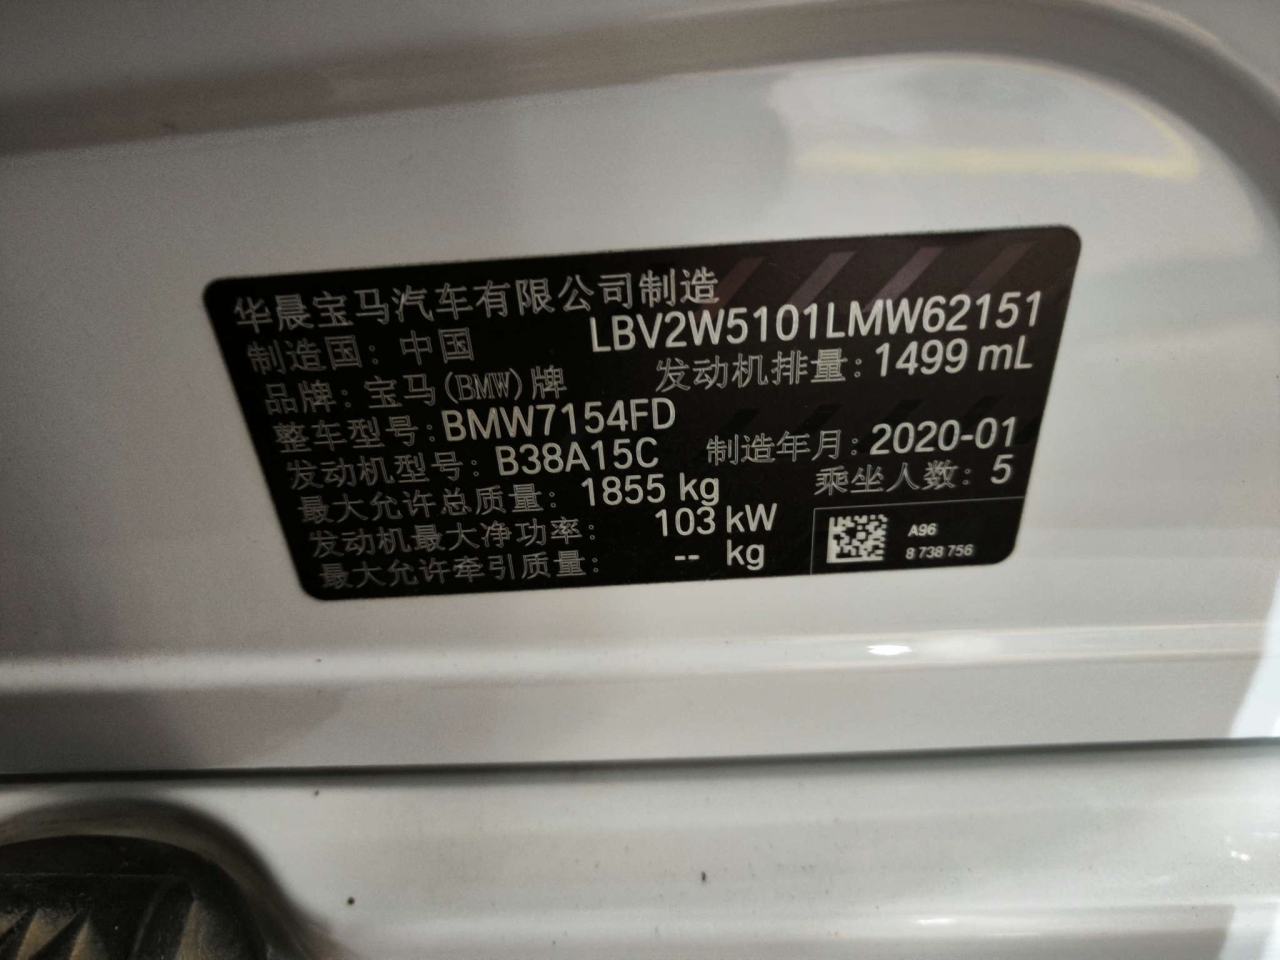 华晨宝马汽车有限公司制造
制造国：中国 LBV2W5101LMW62151
品牌：宝马(BMW)牌 发动机排量：1499 mL
整车型号：BMW7154FD
发动机型号：B38A15C 制造年月：2020-01
最大允许总质量：1855 kg 乘坐人数：5
发动机最大净功率：103 kW
最大允许牵引质量：-- kg
A96
8 738 756